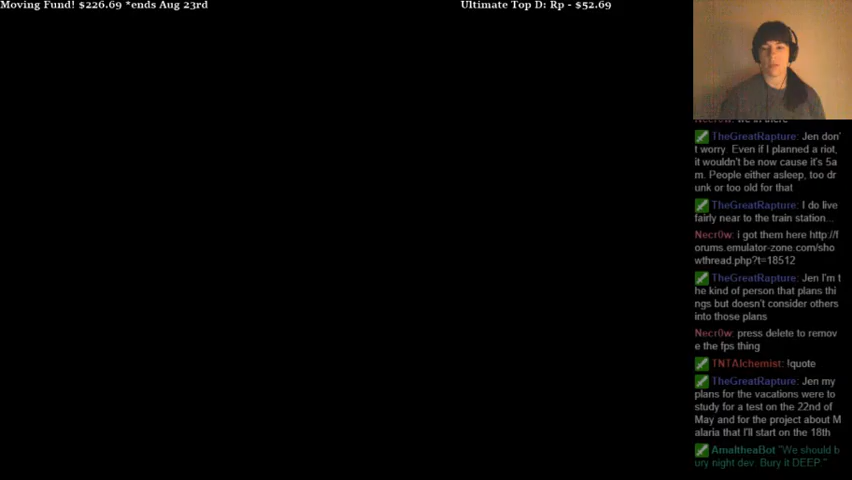 Moving Fund! $226.69 *ends Aug 23rd
Ultimate Top D: Rp - $52.69
TheGreatRapture: Jen don'
t worry. Even if I planned a riot,
it wouldn't be now cause it's 5a
m. People either asleep, too dr
unk or too old for that
TheGreatRapture: I do live
fairly near to the train station...
Necr0w: i got them here http://f
orums.emulator-zone.com/sho
wthread.php?t=18512
TheGreatRapture: Jen I'm t
he kind of person that plans thi
ngs but doesn't consider others
into those plans
Necr0w: press delete to remov
e the fps thing
TNTAlchemist: !quote
TheGreatRapture: Jen my
plans for the vacations were to
study for a test on the 22nd of
May and for the project about M
alaria that I'll start on the 18th
AmaltheaBot "We should b
ury night dev. Bury it DEEP."